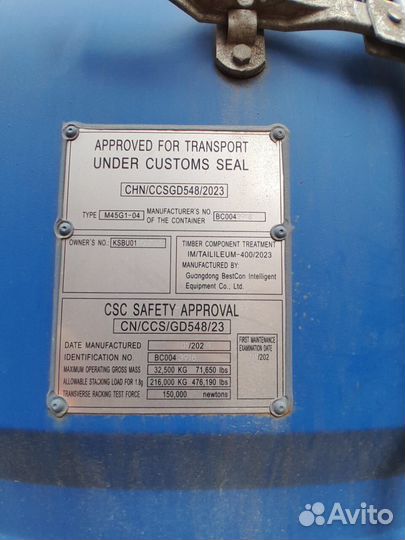 APPROVED FOR TRANSPORT
UNDER CUSTOMS SEAL
CHN/CCSGD548/2023
TYPE M45G1-04 MANUFACTURER'S NO OF THE CONTAINER BC004
OWNER'S NO.: KSBU01
TIMBER COMPONENT TREATMENT
IM/TAILILEUM-400/2023
MANUFACTURED BY
Guangdong BestCon Intelligent
Equipment Co., Ltd.
CSC SAFETY APPROVAL
CN/CCS/GD548/23
DATE MANUFACTURED /202
IDENTIFICATION NO. BC004
MAXIMUM OPERATING GROSS MASS 32,500 KG 71,650 lbs
ALLOWABLE STACKING LOAD FOR 1.8g 216,000 KG 476,190 lbs
TRANSVERSE RACKING TEST FORCE 150,000 newtons
FIRST MAINTENANCE
EXAMINATION DATE
/202
Avito